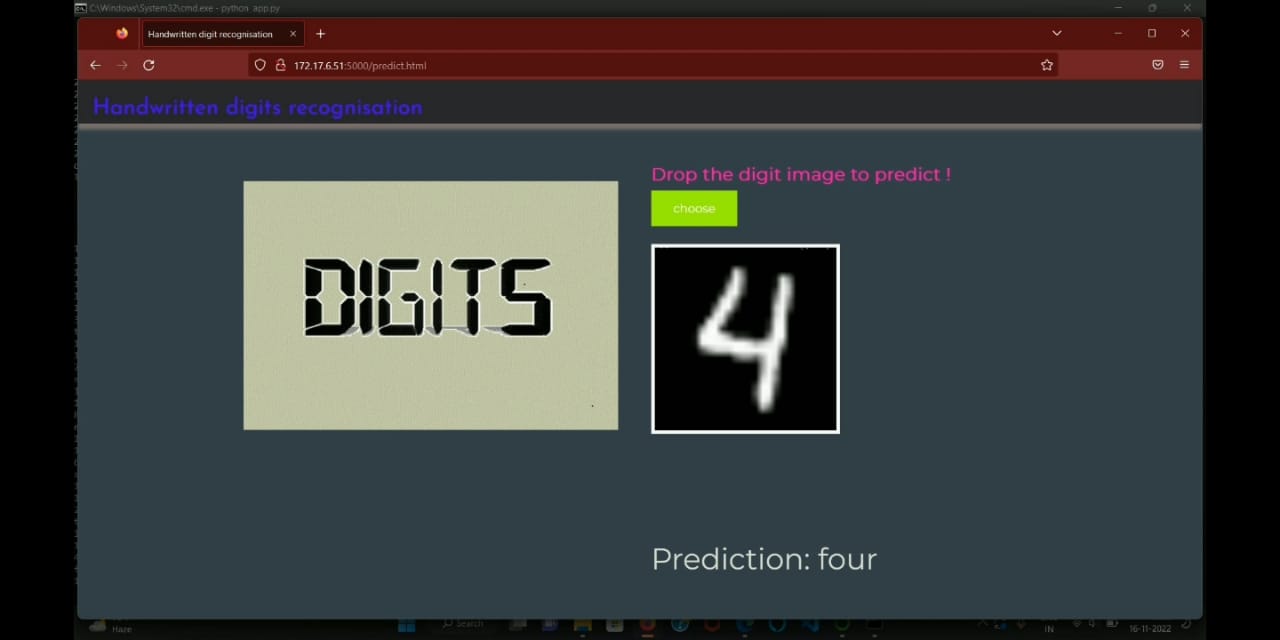 C:\Windows\System32\cmd.exe - python app.py
Handwritten digit recognisation
172.17.6.51:5000/predict.html
Handwritten digits recognisation
Drop the digit image to predict !
choose
DIGITS
4
Prediction: four
Haze
Search
IN
16-11-2022